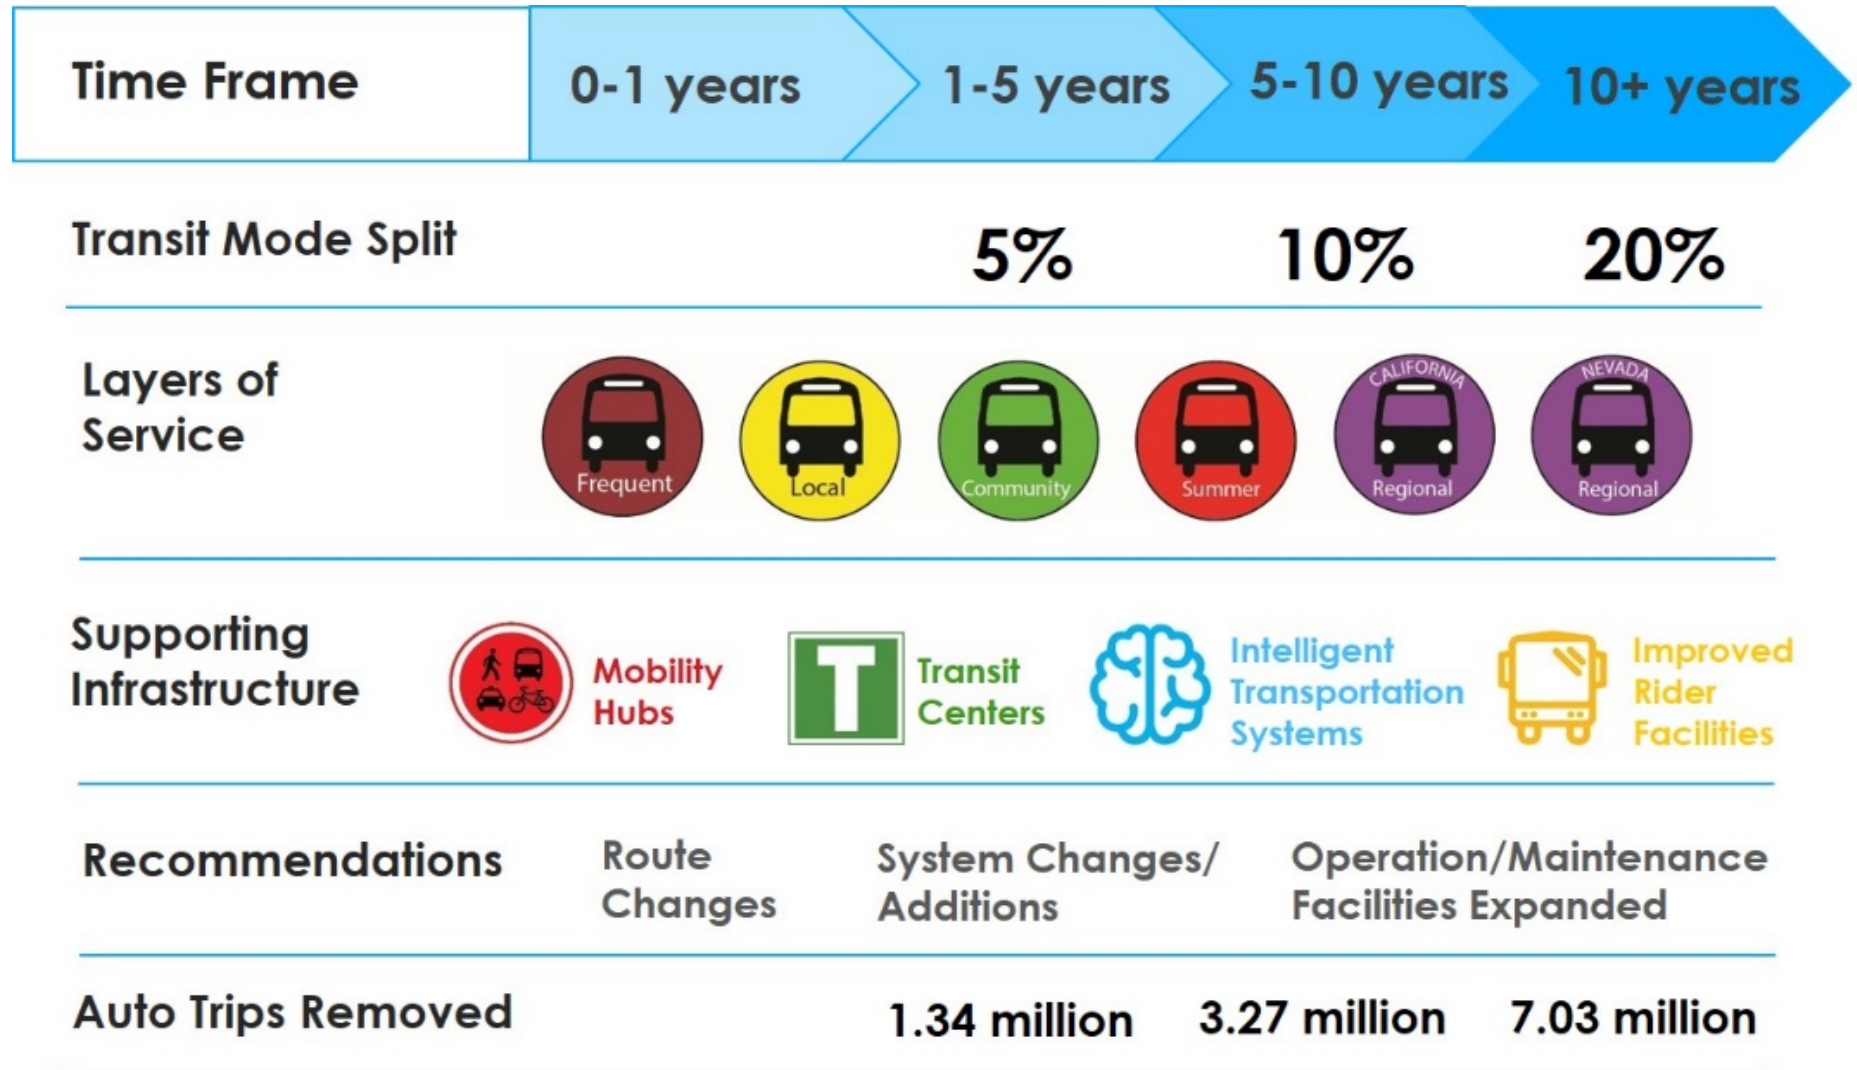 Time Frame
0-1 years
1-5 years
5-10 years
10+ years
Transit Mode Split
5%
10%
20%
Layers of
Service
Frequent
Local
Community
Summer
CALIFORNIA
Regional
NEVADA
Regional
Supporting
Infrastructure
Mobility
Hubs
T
Transit
Centers
Intelligent
Transportation
Systems
Improved
Rider
Facilities
Recommendations
Route
Changes
System Changes/
Additions
Operation/Maintenance
Facilities Expanded
Auto Trips Removed
1.34 million
3.27 million
7.03 million